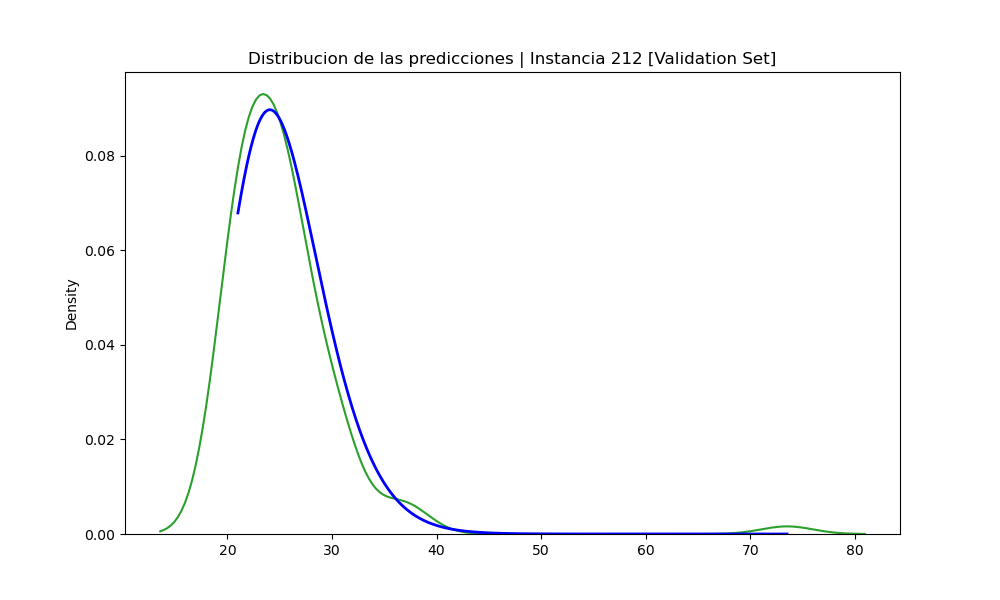 Distribucion de las predicciones | Instancia 212 [Validation Set]
Density
0.08
0.06
0.04
0.02
0.00
20 30 40 50 60 70 80